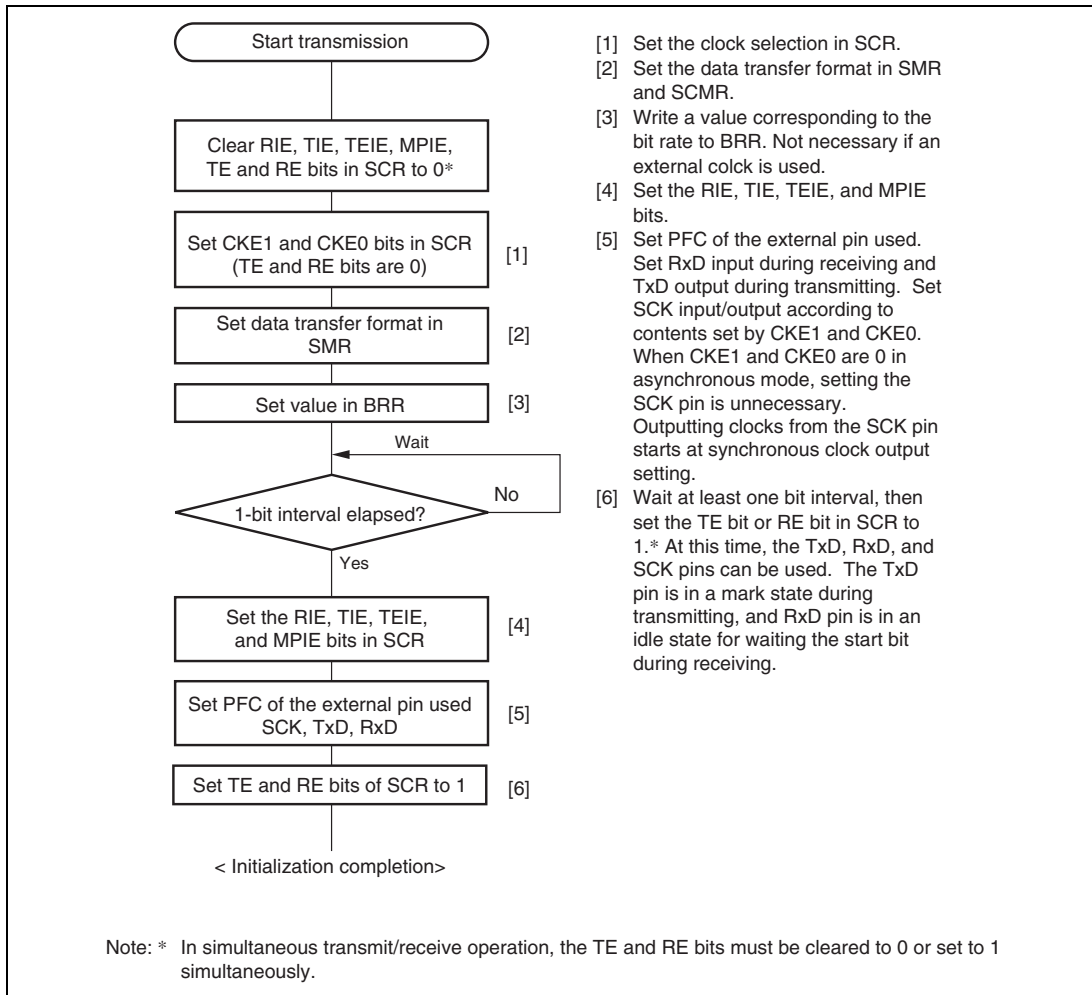 Start transmission
Clear RIE, TIE, TEIE, MPIE,
TE and RE bits in SCR to 0*
Set CKE1 and CKE0 bits in SCR
(TE and RE bits are 0)
[1]
Set data transfer format in
SMR
[2]
Set value in BRR
[3]
Wait
1-bit interval elapsed?
No
Yes
Set the RIE, TIE, TEIE,
and MPIE bits in SCR
[4]
Set PFC of the external pin used
SCK, TxD, RxD
[5]
Set TE and RE bits of SCR to 1
[6]
< Initialization completion>
[1] Set the clock selection in SCR.
[2] Set the data transfer format in SMR
and SCMR.
[3] Write a value corresponding to the
bit rate to BRR. Not necessary if an
external colck is used.
[4] Set the RIE, TIE, TEIE, and MPIE
bits.
[5] Set PFC of the external pin used.
Set RxD input during receiving and
TxD output during transmitting. Set
SCK input/output according to
contents set by CKE1 and CKE0.
When CKE1 and CKE0 are 0 in
asynchronous mode, setting the
SCK pin is unnecessary.
Outputting clocks from the SCK pin
starts at synchronous clock output
setting.
[6] Wait at least one bit interval, then
set the TE bit or RE bit in SCR to
1.* At this time, the TxD, RxD, and
SCK pins can be used. The TxD
pin is in a mark state during
transmitting, and RxD pin is in an
idle state for waiting the start bit
during receiving.
Note: * In simultaneous transmit/receive operation, the TE and RE bits must be cleared to 0 or set to 1
simultaneously.